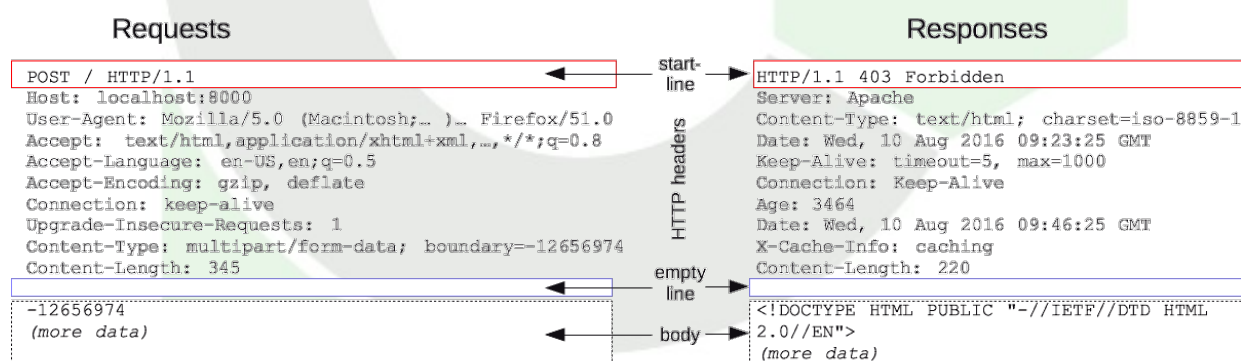 Requests
POST / HTTP/1.1
Host: localhost:8000
User-Agent: Mozilla/5.0 (Macintosh;… )… Firefox/51.0
Accept: text/html,application/xhtml+xml,…,*/*;q=0.8
Accept-Language: en-US,en;q=0.5
Accept-Encoding: gzip, deflate
Connection: keep-alive
Upgrade-Insecure-Requests: 1
Content-Type: multipart/form-data; boundary=-12656974
Content-Length: 345
-12656974
(more data)
start-
line
HTTP headers
empty
line
body
Responses
HTTP/1.1 403 Forbidden
Server: Apache
Content-Type: text/html; charset=iso-8859-1
Date: Wed, 10 Aug 2016 09:23:25 GMT
Keep-Alive: timeout=5, max=1000
Connection: Keep-Alive
Age: 3464
Date: Wed, 10 Aug 2016 09:46:25 GMT
X-Cache-Info: caching
Content-Length: 220
<!DOCTYPE HTML PUBLIC "-//IETF//DTD HTML
2.0//EN">
(more data)